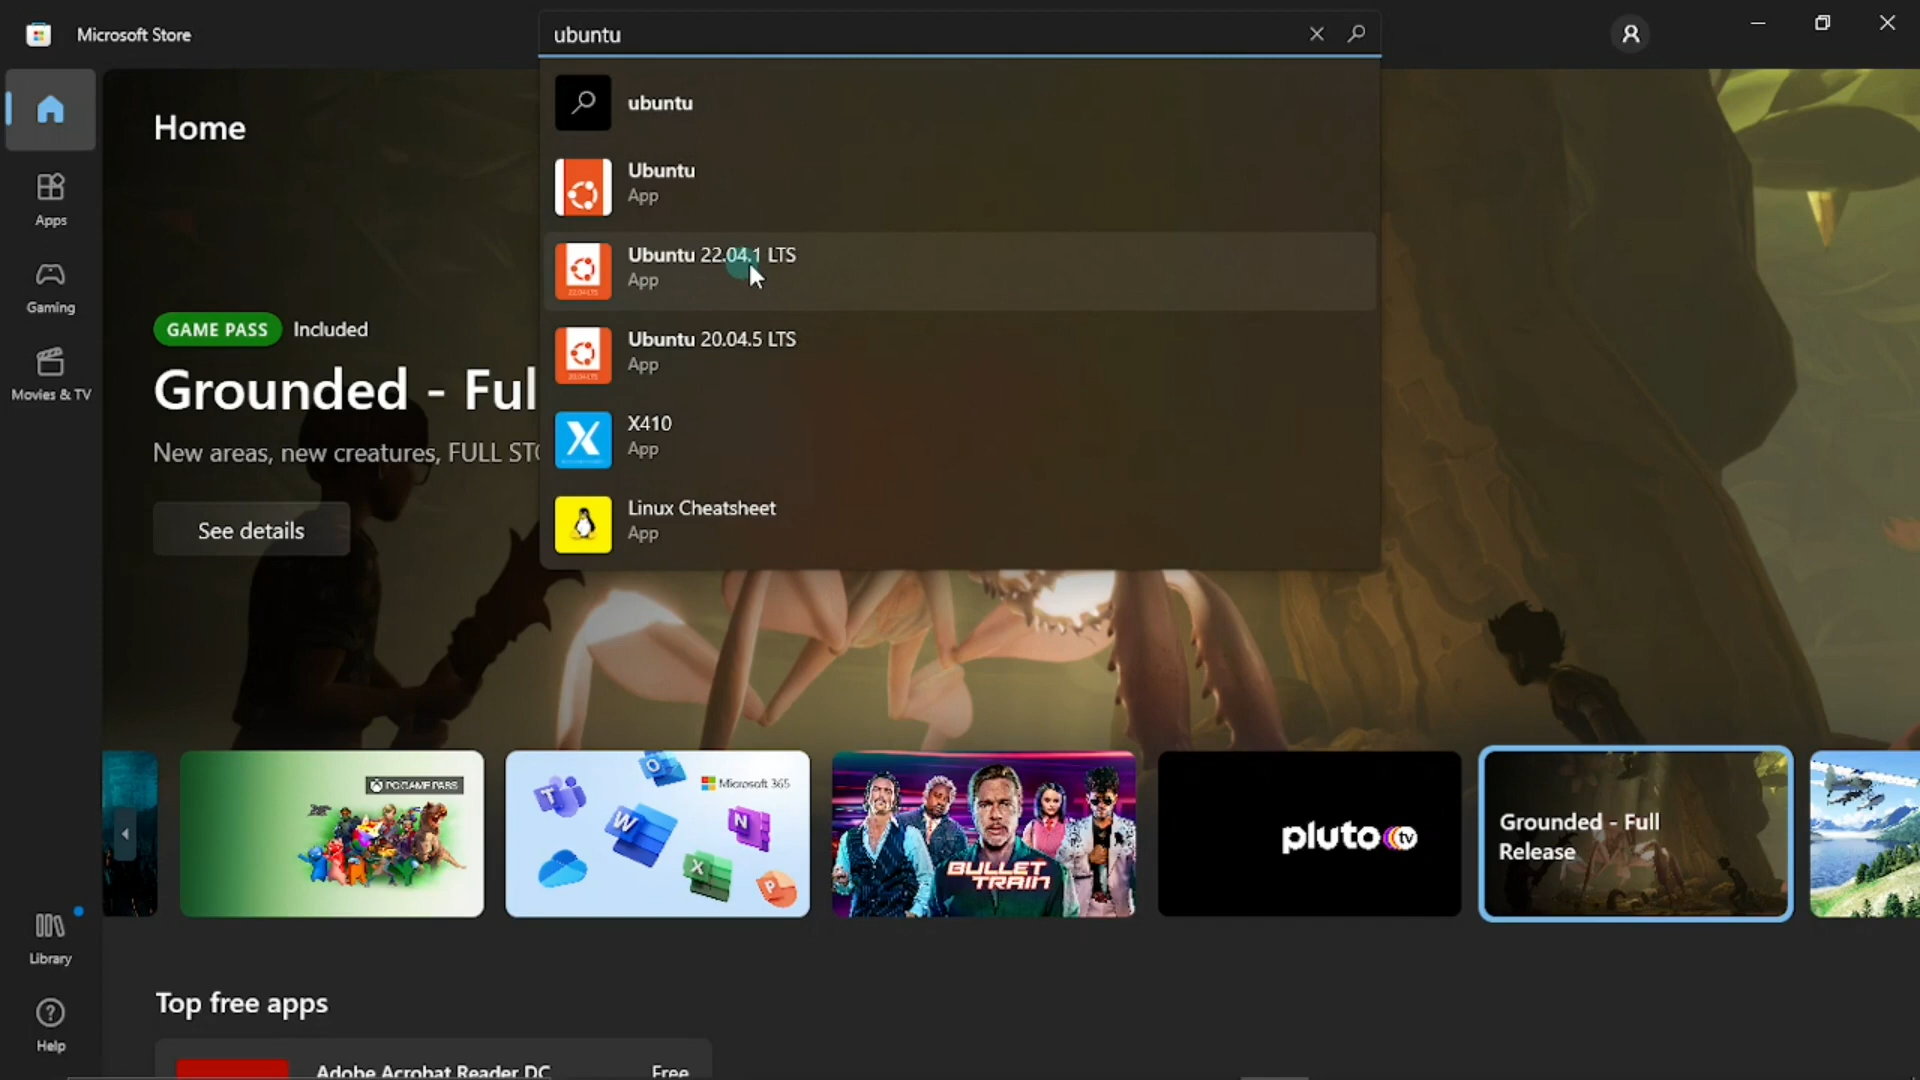 Microsoft Store
ubuntu
Home
Apps
Gaming
Movies & TV
Library
Help
ubuntu
Ubuntu
App
Ubuntu 22.04.1 LTS
App
Ubuntu 20.04.5 LTS
App
X410
App
Linux Cheatsheet
App
GAME PASS Included
Grounded - Ful
New areas, new creatures, FULL ST
See details
PC GAME PASS
Microsoft 365
BULLET
TRAIN
pluto tv
Grounded - Full
Release
Top free apps
Adobe Acrobat Reader DC Free